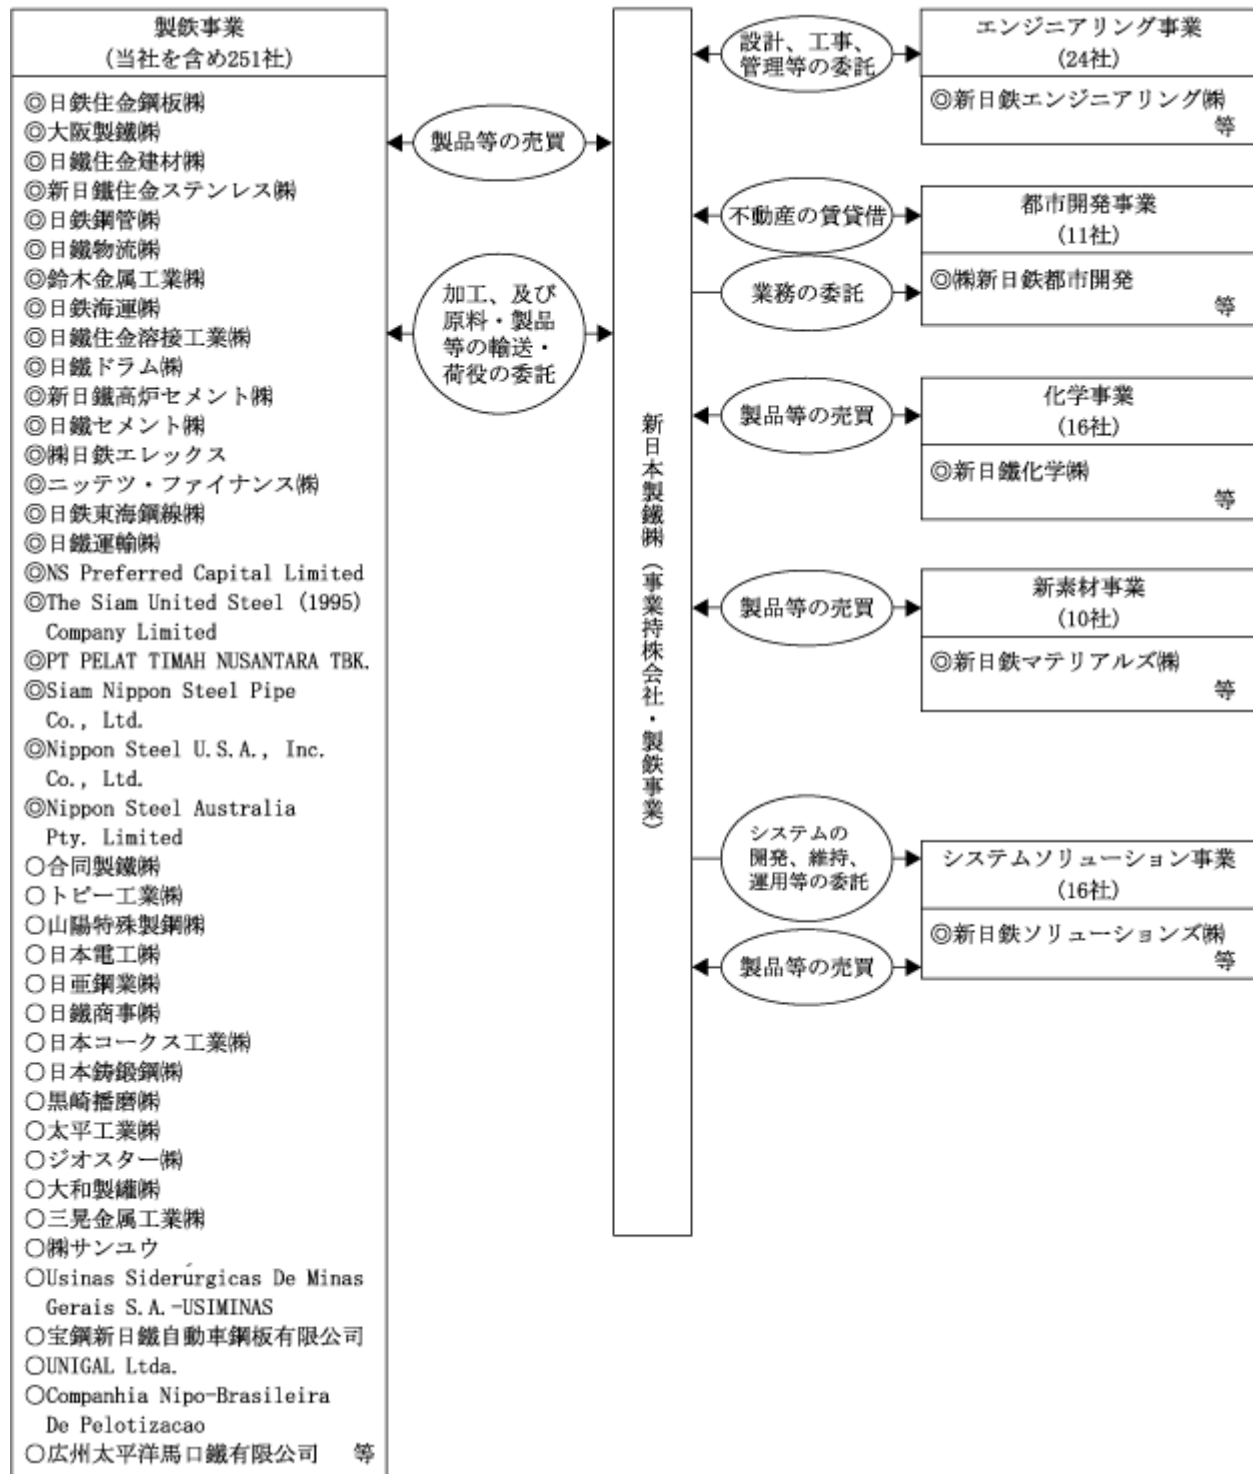 製鉄事業
(当社を含め251社)
◎日鉄住金鋼板㈱
◎大阪製鐵㈱
◎日鐵住金建材㈱
◎新日鐵住金ステンレス㈱
◎日鉄鋼管㈱
◎日鐵物流㈱
◎鈴木金属工業㈱
◎日鉄海運㈱
◎日鐵住金溶接工業㈱
◎日鐵ドラム㈱
◎新日鐵高炉セメント㈱
◎日鐵セメント㈱
◎㈱日鉄エレックス
◎ニッテツ・ファイナンス㈱
◎日鉄東海鋼線㈱
◎日鐵運輸㈱
◎NS Preferred Capital Limited
◎The Siam United Steel (1995)
Company Limited
◎PT PELAT TIMAH NUSANTARA TBK.
◎Siam Nippon Steel Pipe
Co., Ltd.
◎Nippon Steel U.S.A., Inc.
Co., Ltd.
◎Nippon Steel Australia
Pty. Limited
○合同製鐵㈱
○トピー工業㈱
○山陽特殊製鋼㈱
○日本電工㈱
○日亜鋼業㈱
○日鐵商事㈱
○日本コークス工業㈱
○日本鋳鍛鋼㈱
○黒崎播磨㈱
○太平工業㈱
○ジオスター㈱
○大和製罐㈱
○三晃金属工業㈱
○㈱サンユウ
○Usinas Siderúrgicas De Minas
Gerais S.A.-USIMINAS
○宝鋼新日鐵自動車鋼板有限公司
○UNIGAL Ltda.
○Companhia Nipo-Brasileira
De Pelotizacao
○広州太平洋馬口鐵有限公司 等
製品等の売買
加工、及び
原料・製品
等の輸送・
荷役の委託
新日本製鐵㈱（事業持株会社・製鉄事業）
設計、工事、
管理等の委託
エンジニアリング事業
(24社)
◎新日鉄エンジニアリング㈱
等
不動産の賃貸借
業務の委託
都市開発事業
(11社)
◎㈱新日鉄都市開発
等
製品等の売買
化学事業
(16社)
◎新日鐵化学㈱
等
製品等の売買
新素材事業
(10社)
◎新日鉄マテリアルズ㈱
等
システムの
開発、維持、
運用等の委託
製品等の売買
システムソリューション事業
(16社)
◎新日鉄ソリューションズ㈱
等